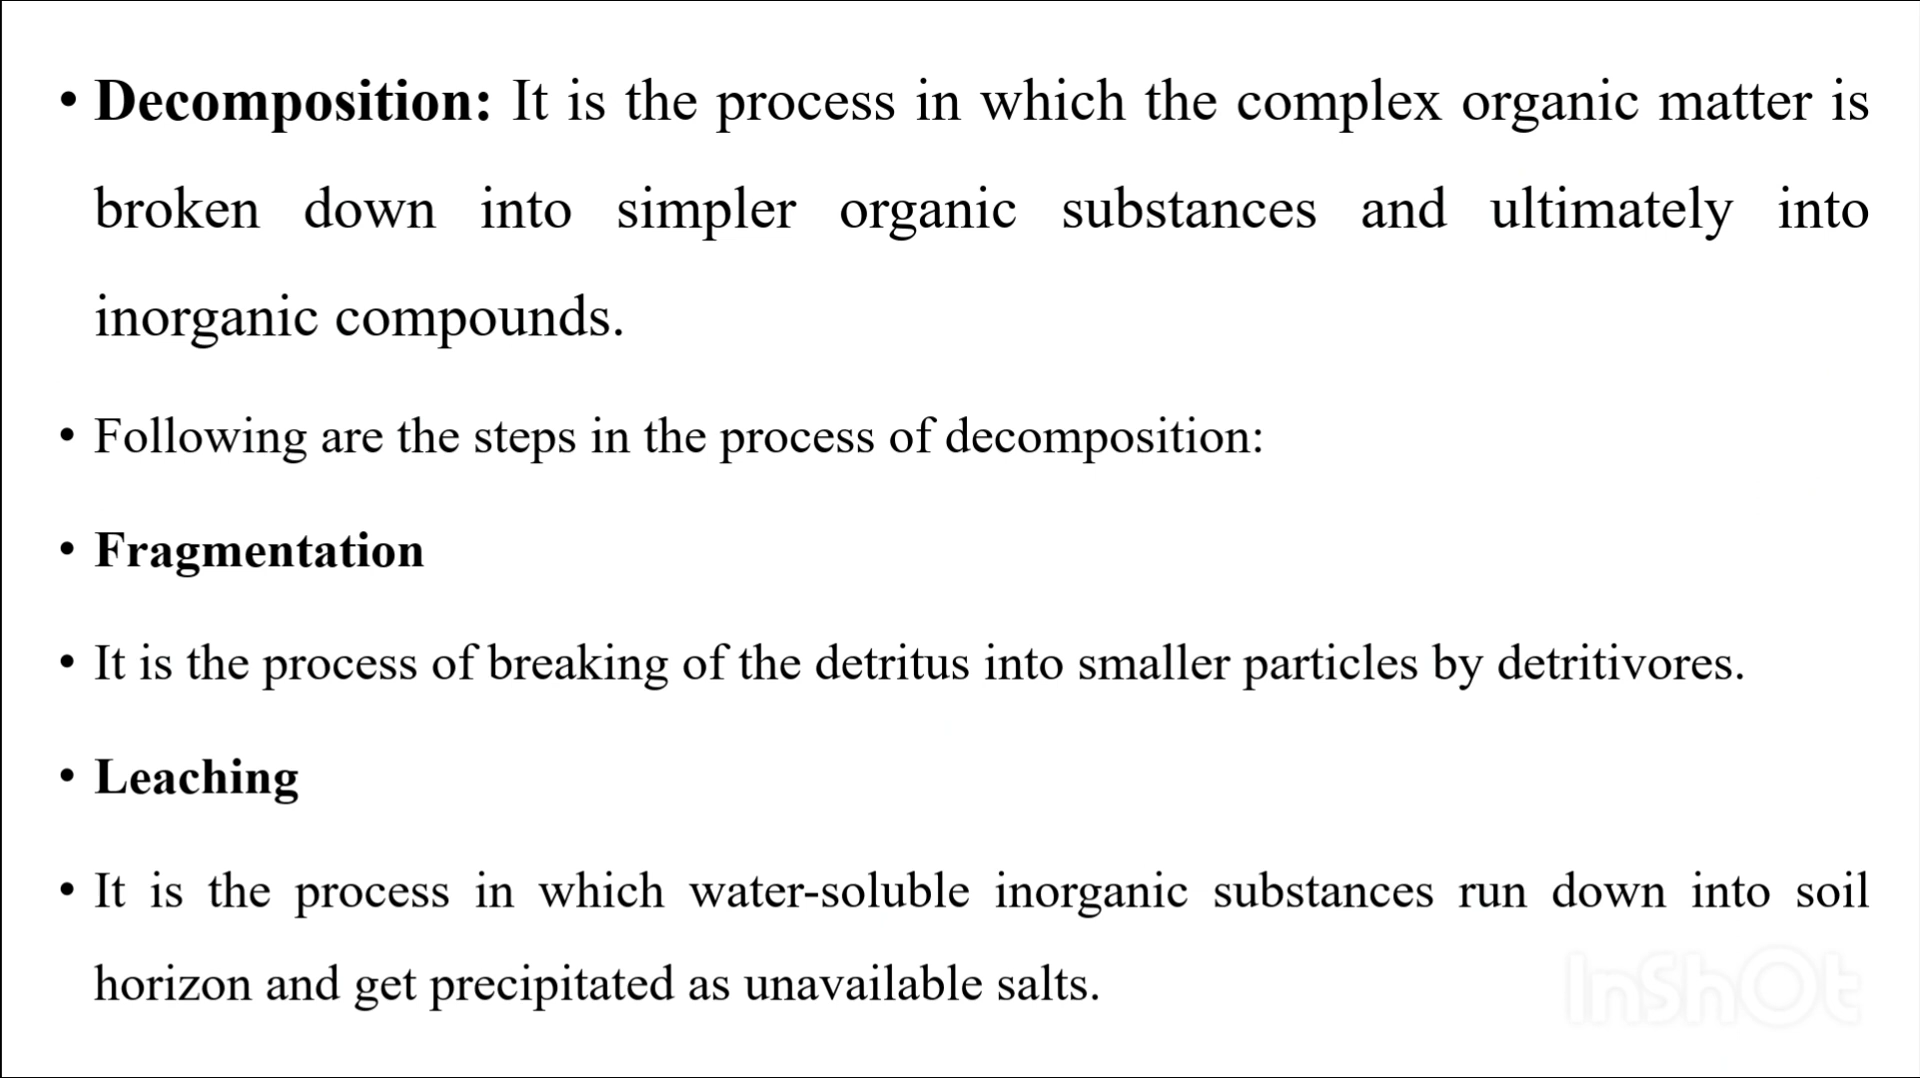 • Decomposition: It is the process in which the complex organic matter is
broken down into simpler organic substances and ultimately into
inorganic compounds.
• Following are the steps in the process of decomposition:
• Fragmentation
• It is the process of breaking of the detritus into smaller particles by detritivores.
• Leaching
• It is the process in which water-soluble inorganic substances run down into soil
horizon and get precipitated as unavailable salts.
InShOt